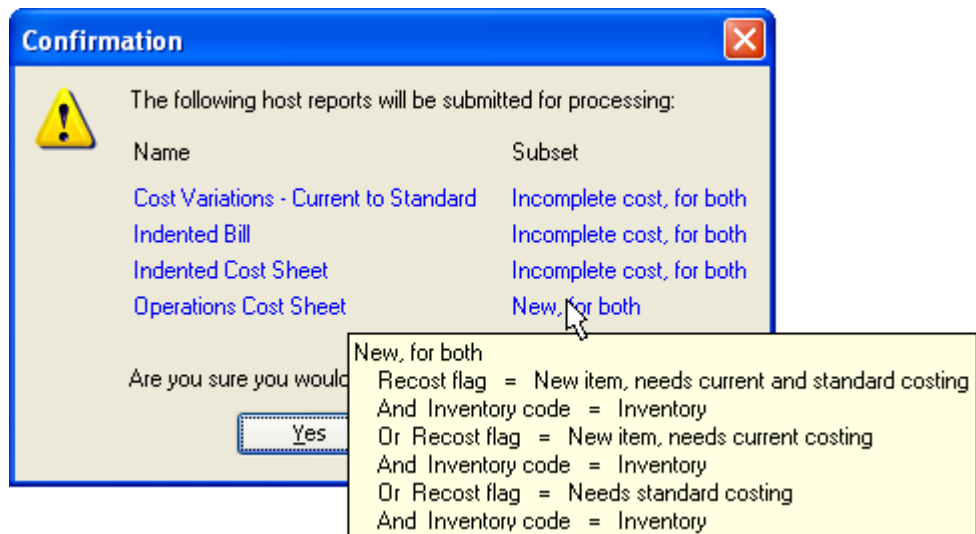 Confirmation
The following host reports will be submitted for processing:
Name Subset
Cost Variations - Current to Standard Incomplete cost, for both
Indented Bill Incomplete cost, for both
Indented Cost Sheet Incomplete cost, for both
Operations Cost Sheet New, for both
New, for both
Are you sure you would
Recost flag = New item, needs current and standard costing
And Inventory code = Inventory
Or Recost flag = New item, needs current costing
Yes
And Inventory code = Inventory
Or Recost flag = Needs standard costing
And Inventory code = Inventory